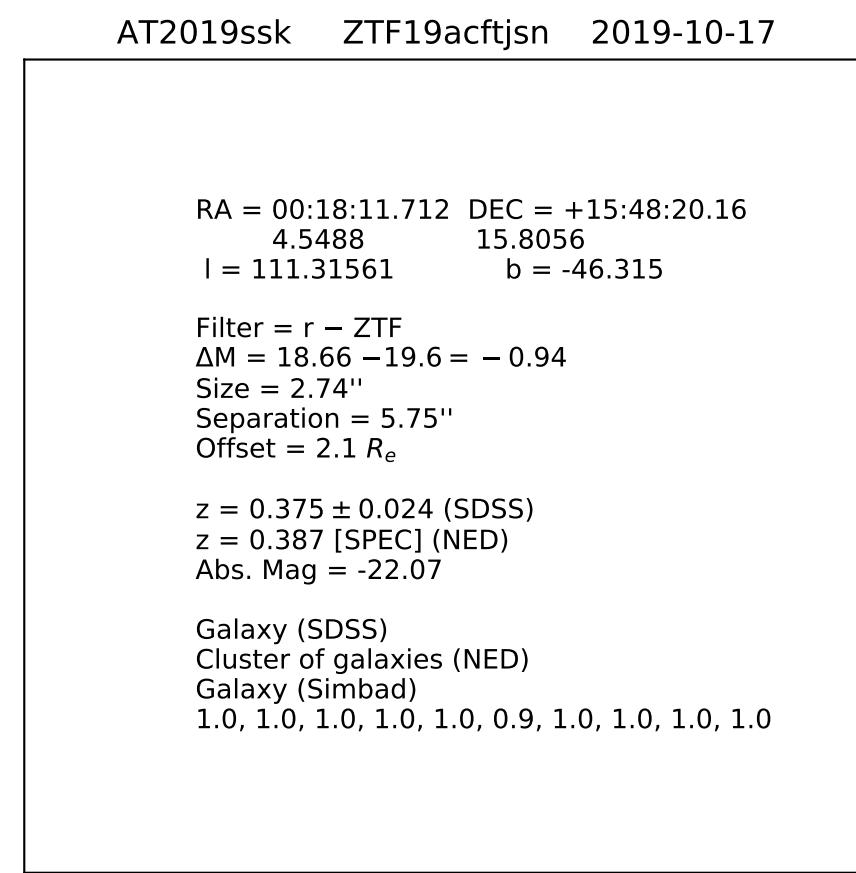 AT2019ssk ZTF19acftjsn 2019-10-17
RA = 00:18:11.712 DEC = +15:48:20.16
4.5488 15.8056
l = 111.31561 b = -46.315
Filter = r − ZTF
ΔM = 18.66 −19.6 = − 0.94
Size = 2.74''
Separation = 5.75''
Offset = 2.1 Rₑ
z = 0.375 ± 0.024 (SDSS)
z = 0.387 [SPEC] (NED)
Abs. Mag = -22.07
Galaxy (SDSS)
Cluster of galaxies (NED)
Galaxy (Simbad)
1.0, 1.0, 1.0, 1.0, 1.0, 0.9, 1.0, 1.0, 1.0, 1.0